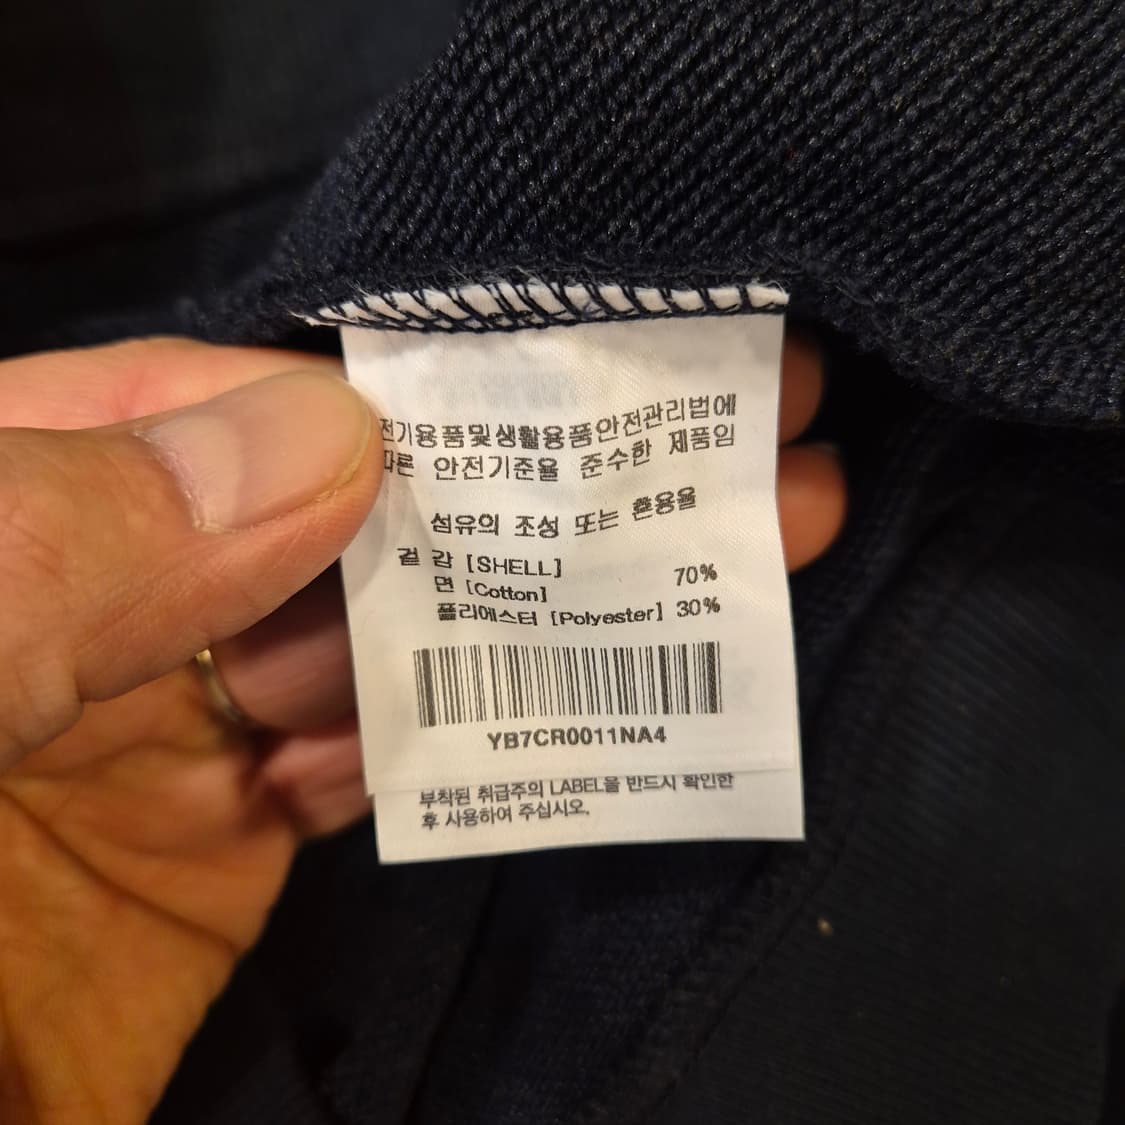 전기용품및생활용품안전관리법에
따른 안전기준을 준수한 제품임
섬유의 조성 또는 혼용율
겉 감 [SHELL]
면 [Cotton] 70%
폴리에스터 [Polyester] 30%
YB7CR0011NA4
부착된 취급주의 LABEL을 반드시 확인한
후 사용하여 주십시오.